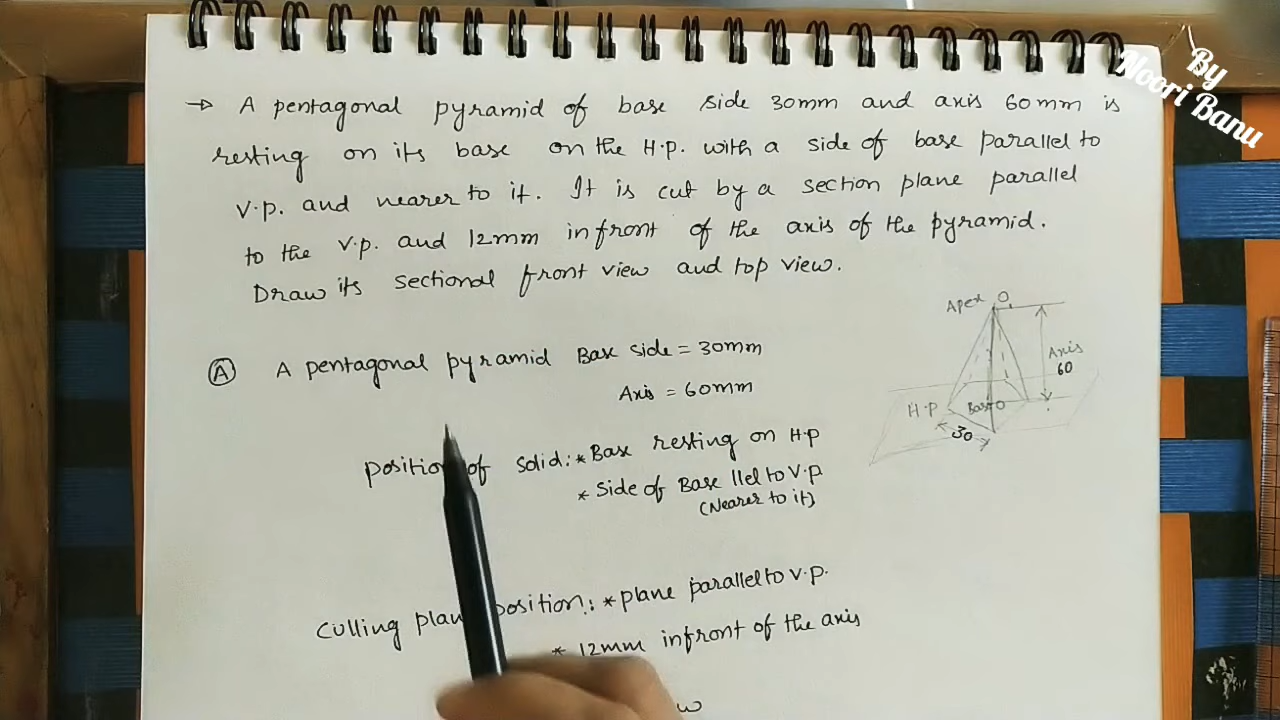 By
Noori Banu
→ A pentagonal pyramid of base side 30mm and axis 60mm is
resting on its base on the H.p. with a side of base parallel to
V.p. and nearer to it. It is cut by a section plane parallel
to the V.p. and 12mm infront of the axis of the pyramid.
Draw its sectional front view and top view.
Apex O,
Axis
60
H.P
Base O
30
Ⓐ A pentagonal pyramid Base side = 30mm
Axis = 60mm
position of solid: * Base resting on H.p
* Side of Base llel to V.p
(Nearer to it)
Cutting plane position: * plane parallel to V.p.
* 12mm infront of the axis